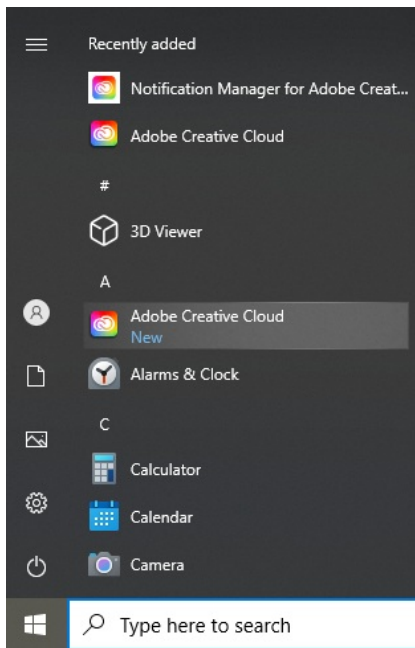 Recently added
Notification Manager for Adobe Creat...
Adobe Creative Cloud
#
3D Viewer
A
Adobe Creative Cloud
New
Alarms & Clock
C
Calculator
Calendar
Camera
Type here to search